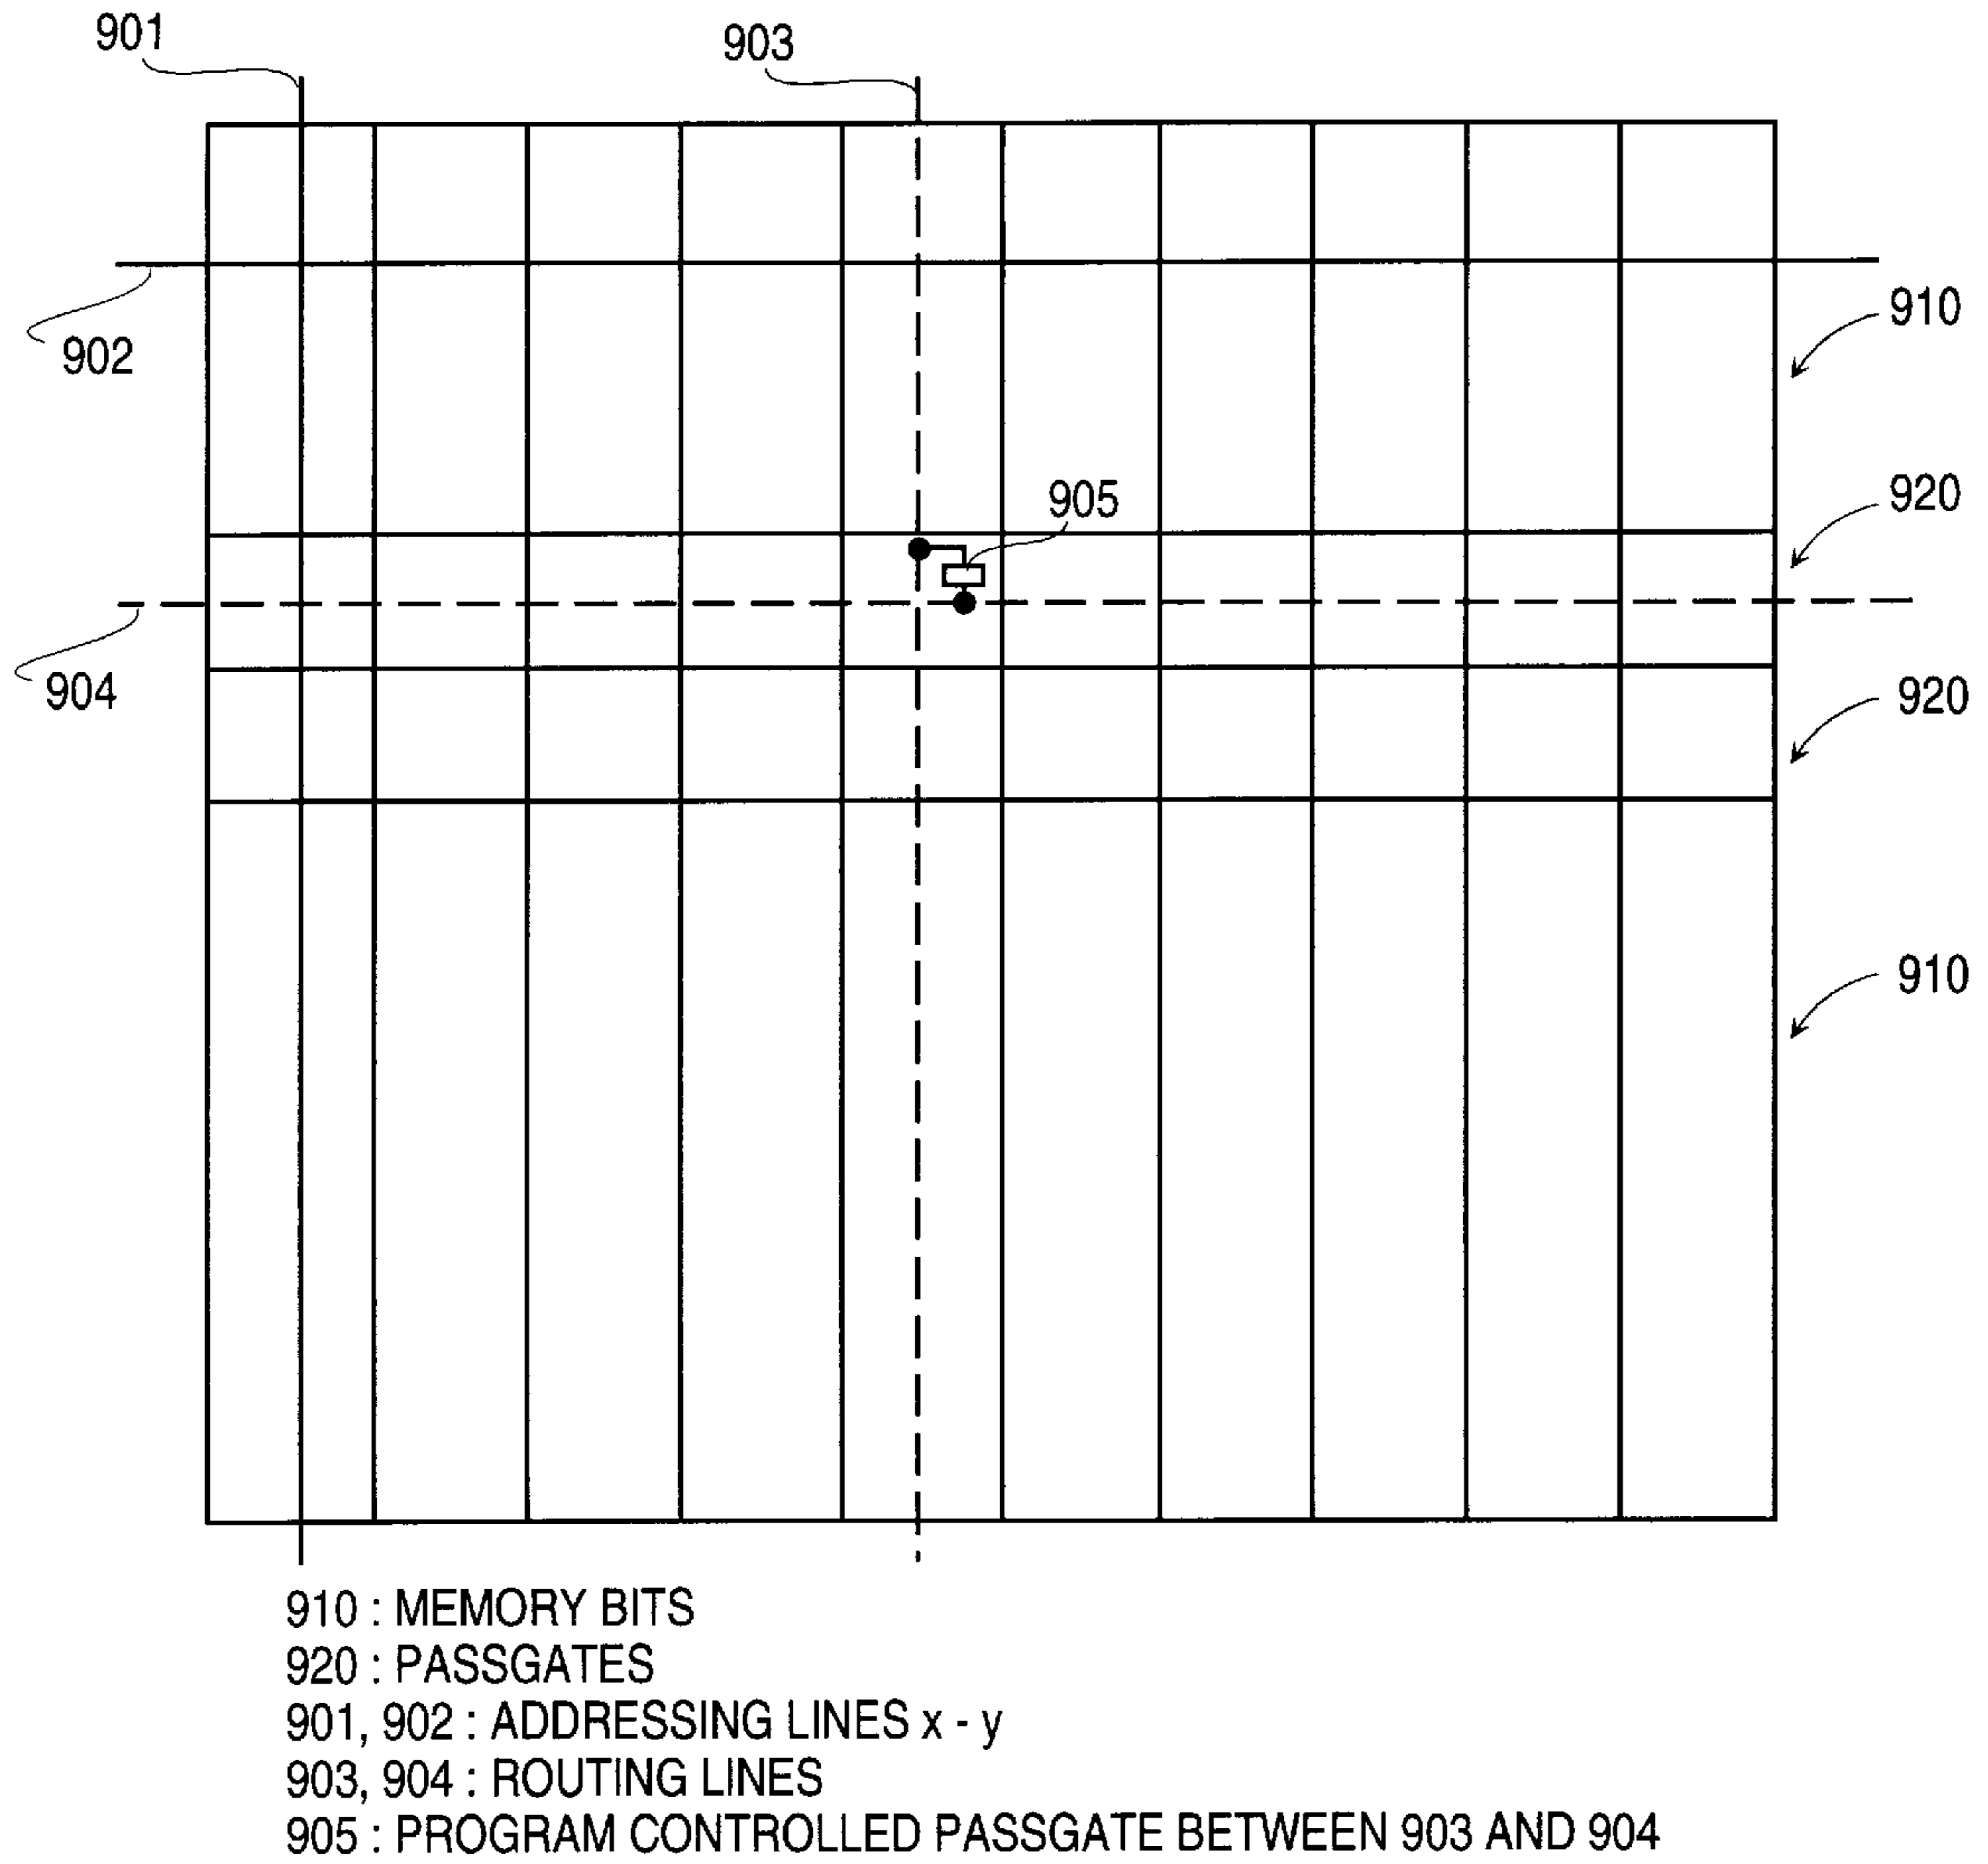 901
903
910
902
905
920
904
920
910
910 : MEMORY BITS
920 : PASSGATES
901, 902 : ADDRESSING LINES x - y
903, 904 : ROUTING LINES
905 : PROGRAM CONTROLLED PASSGATE BETWEEN 903 AND 904